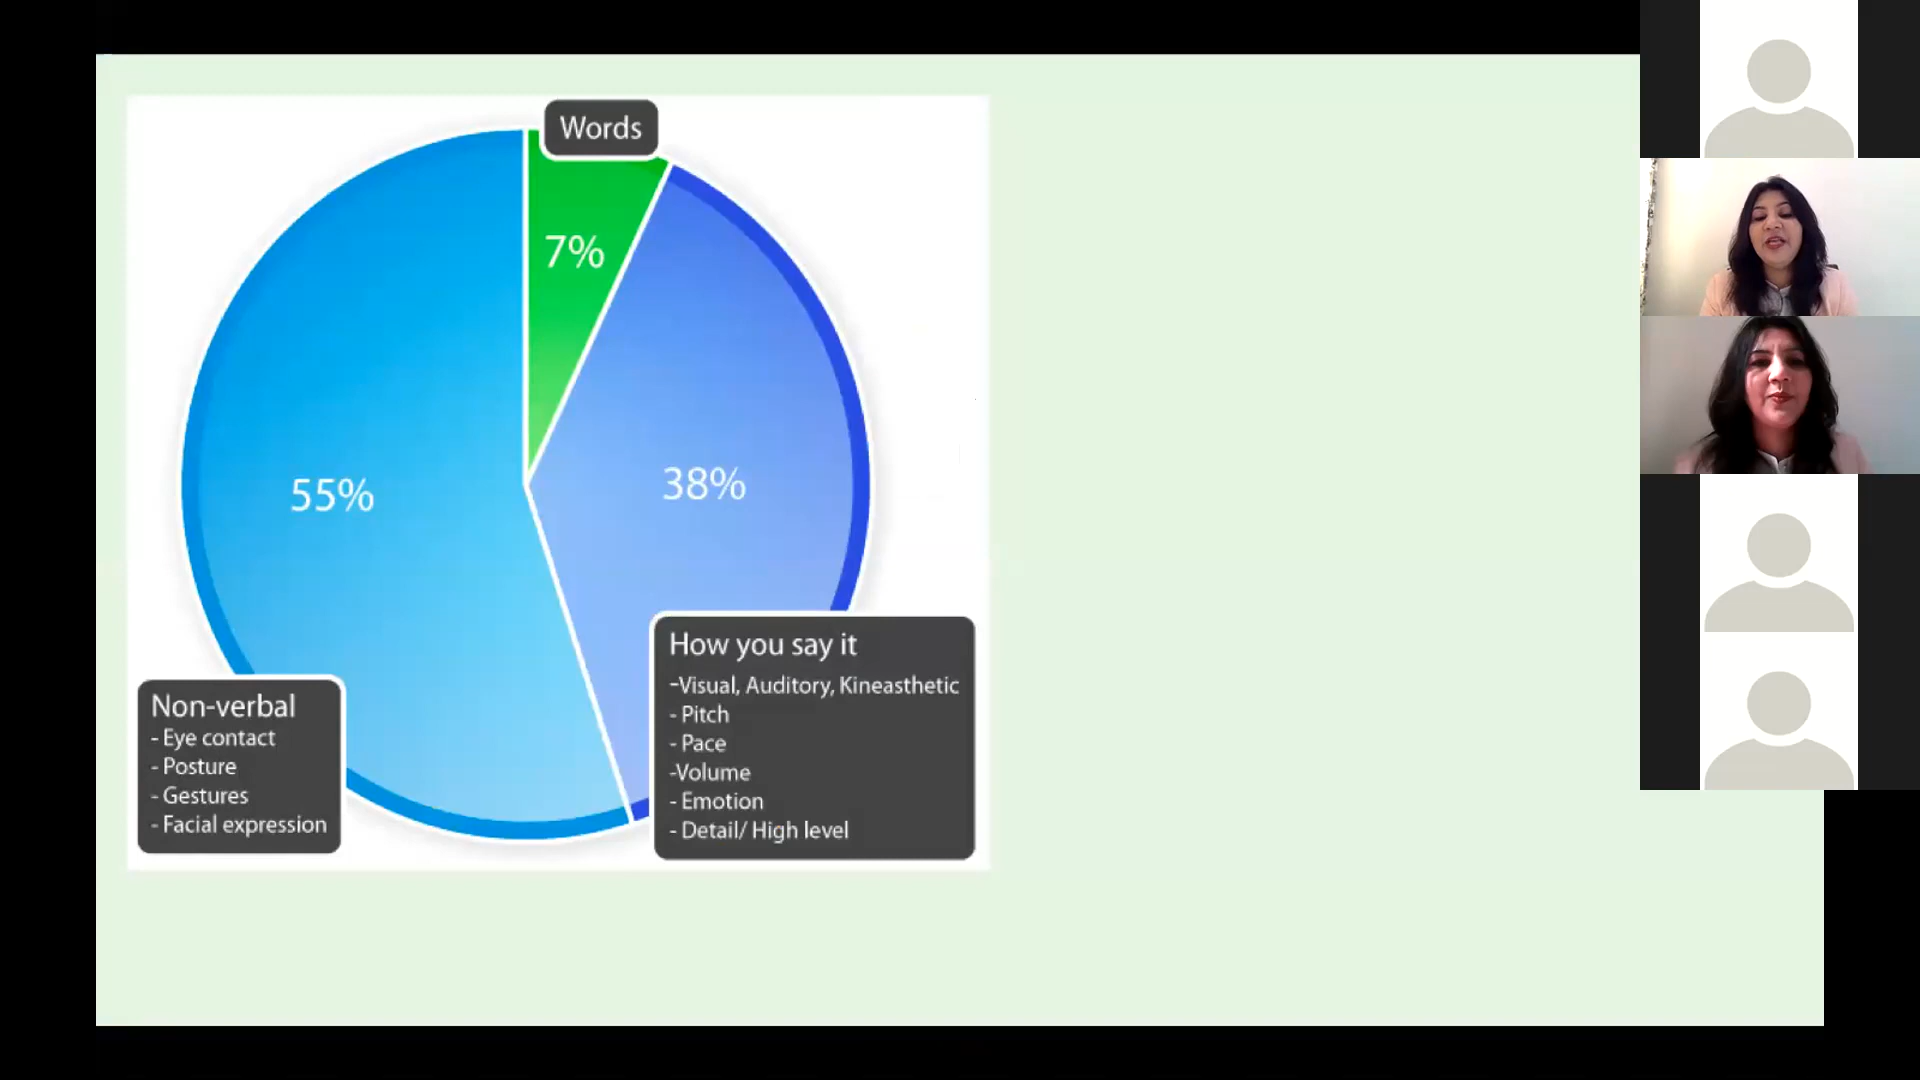 Words
7%
55%
38%
Non-verbal
- Eye contact
- Posture
- Gestures
- Facial expression
How you say it
-Visual, Auditory, Kineasthetic
- Pitch
- Pace
-Volume
- Emotion
- Detail/ High level